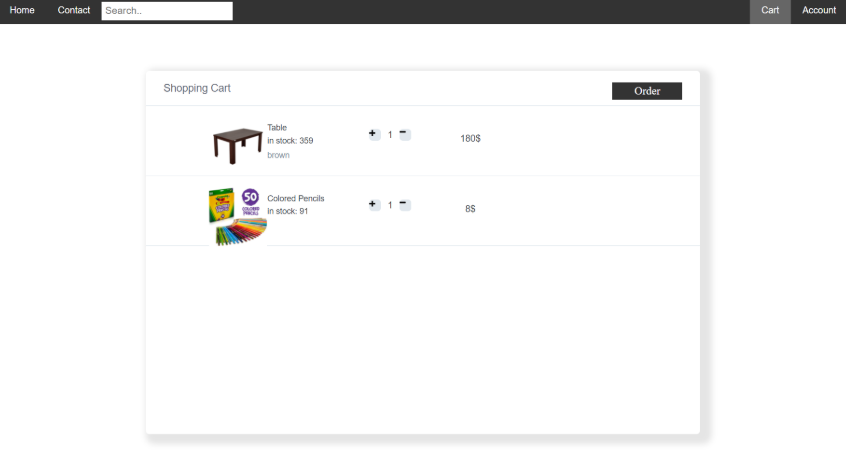 Home Contact Search.. Cart Account
Shopping Cart
Order
Table
in stock: 359
brown
+ 1 -
180$
50
COLORED
PENCILS
Colored Pencils
in stock: 91
+ 1 -
8$